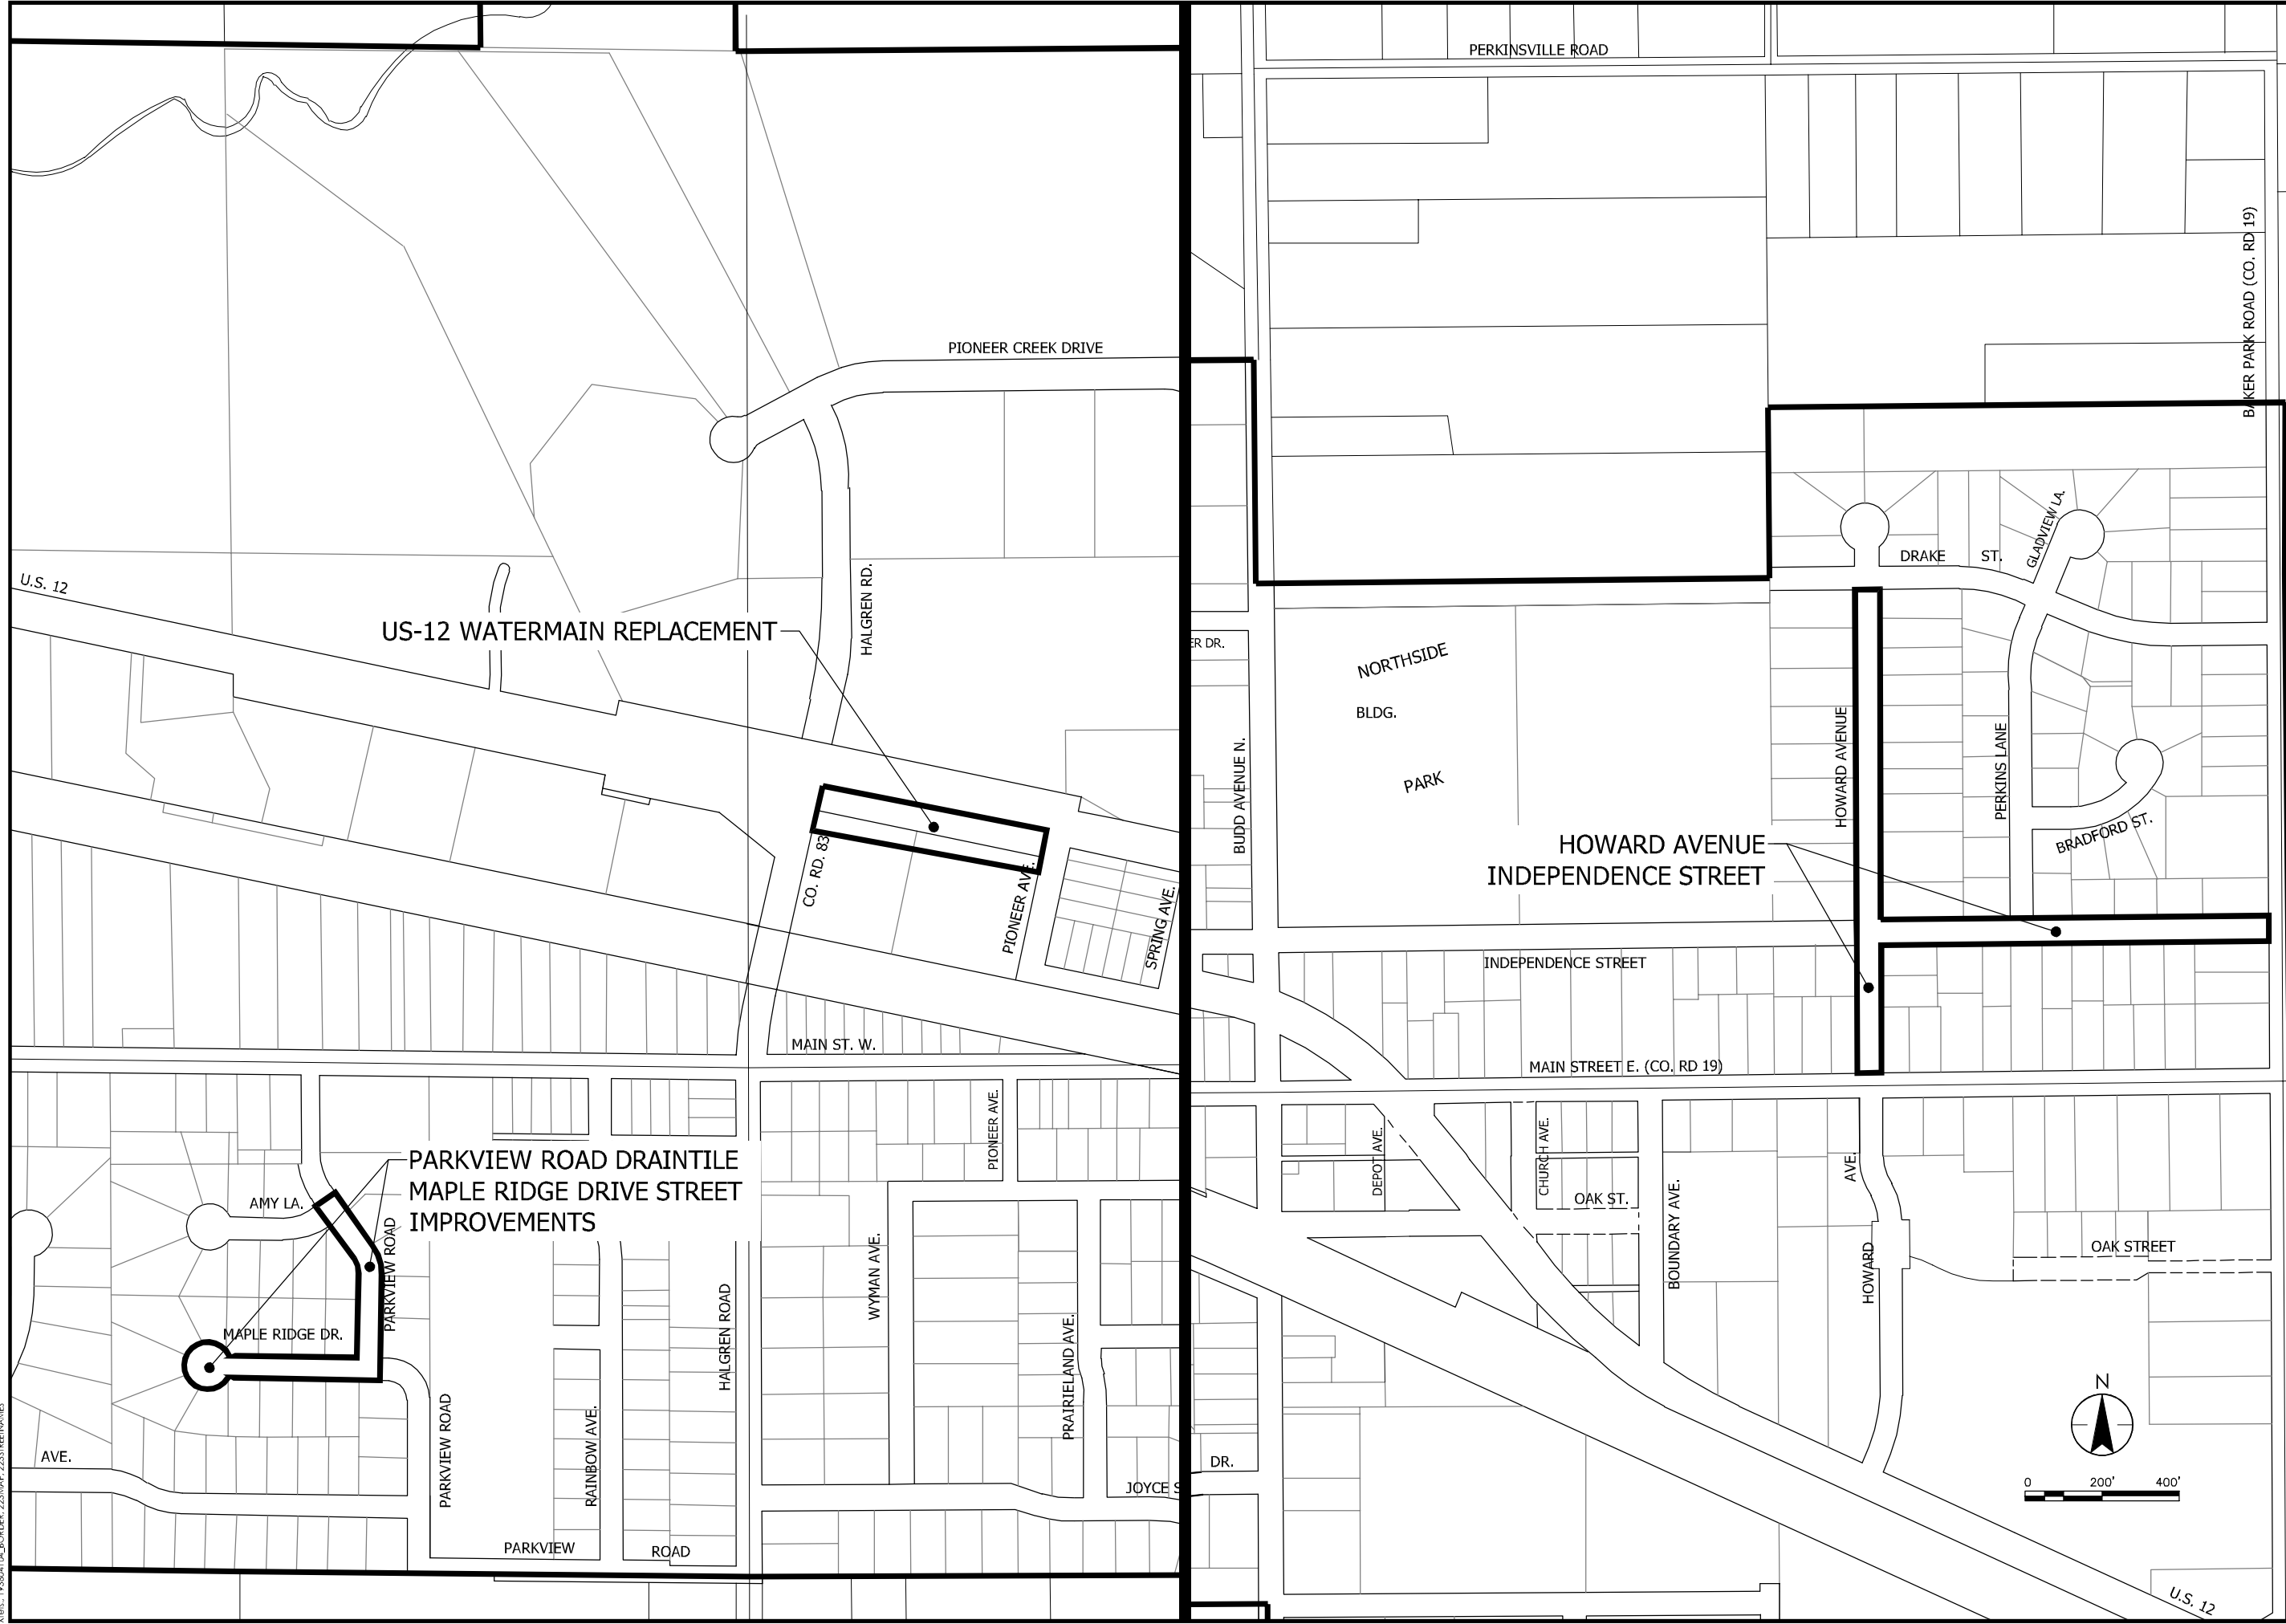 PERKINSVILLE ROAD
BAKER PARK ROAD (CO. RD 19)
PIONEER CREEK DRIVE
U.S. 12
HALGREN RD.
US-12 WATERMAIN REPLACEMENT
CO. RD. 83
PIONEER AVE.
SPRING AVE.
MAIN ST. W.
PIONEER AVE.
PARKVIEW ROAD DRAINTILE
MAPLE RIDGE DRIVE STREET
IMPROVEMENTS
AMY LA.
PARKVIEW ROAD
MAPLE RIDGE DR.
HALGREN ROAD
WYMAN AVE.
PRAIRIELAND AVE.
RAINBOW AVE.
PARKVIEW ROAD
AVE.
JOYCE S
PARKVIEW ROAD
DRAKE ST.
GLADVIEW LA.
ER DR.
NORTHSIDE
BLDG.
PARK
BUDD AVENUE N.
HOWARD AVENUE
PERKINS LANE
BRADFORD ST.
HOWARD AVENUE
INDEPENDENCE STREET
INDEPENDENCE STREET
MAIN STREET E. (CO. RD 19)
DEPOT AVE.
CHURCH AVE.
OAK ST.
BOUNDARY AVE.
HOWARD AVE.
OAK STREET
DR.
N
0 200' 400'
U.S. 12